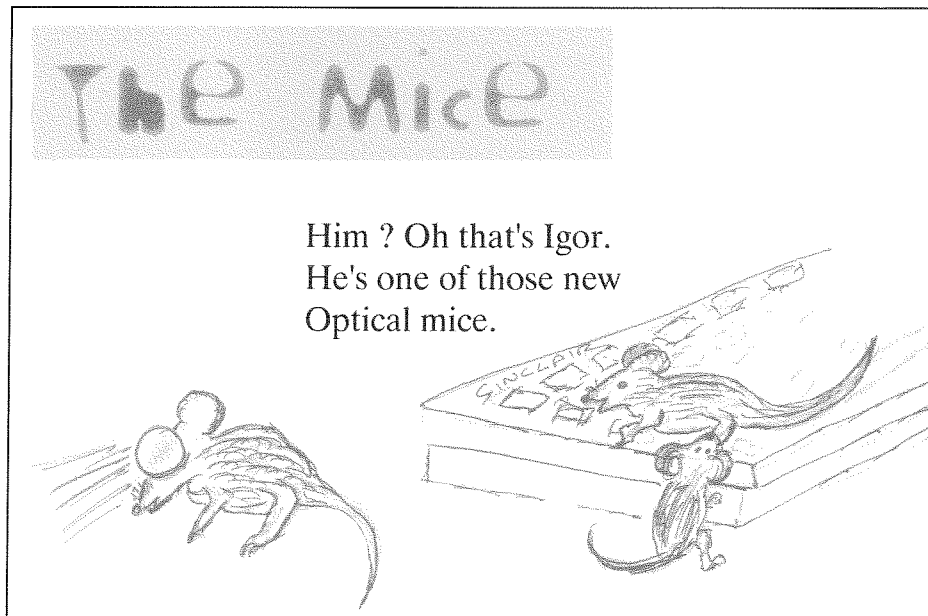 The Mice
Him ? Oh that's Igor.
He's one of those new
Optical mice.
SINCLAIR